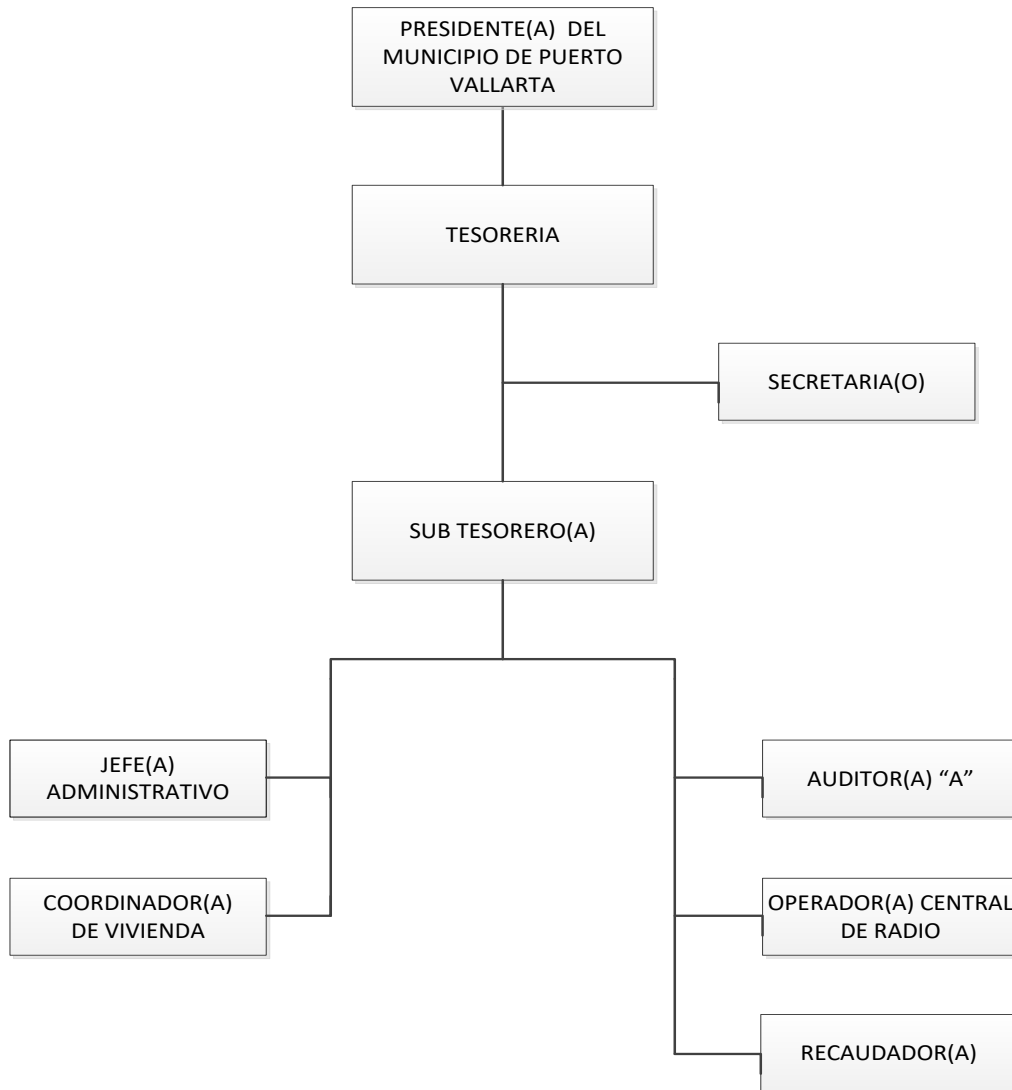 PRESIDENTE(A) DEL
MUNICIPIO DE PUERTO
VALLARTA
TESORERIA
SECRETARIA(O)
SUB TESORERO(A)
JEFE(A)
ADMINISTRATIVO
AUDITOR(A) “A”
COORDINADOR(A)
DE VIVIENDA
OPERADOR(A) CENTRAL
DE RADIO
RECAUDADOR(A)